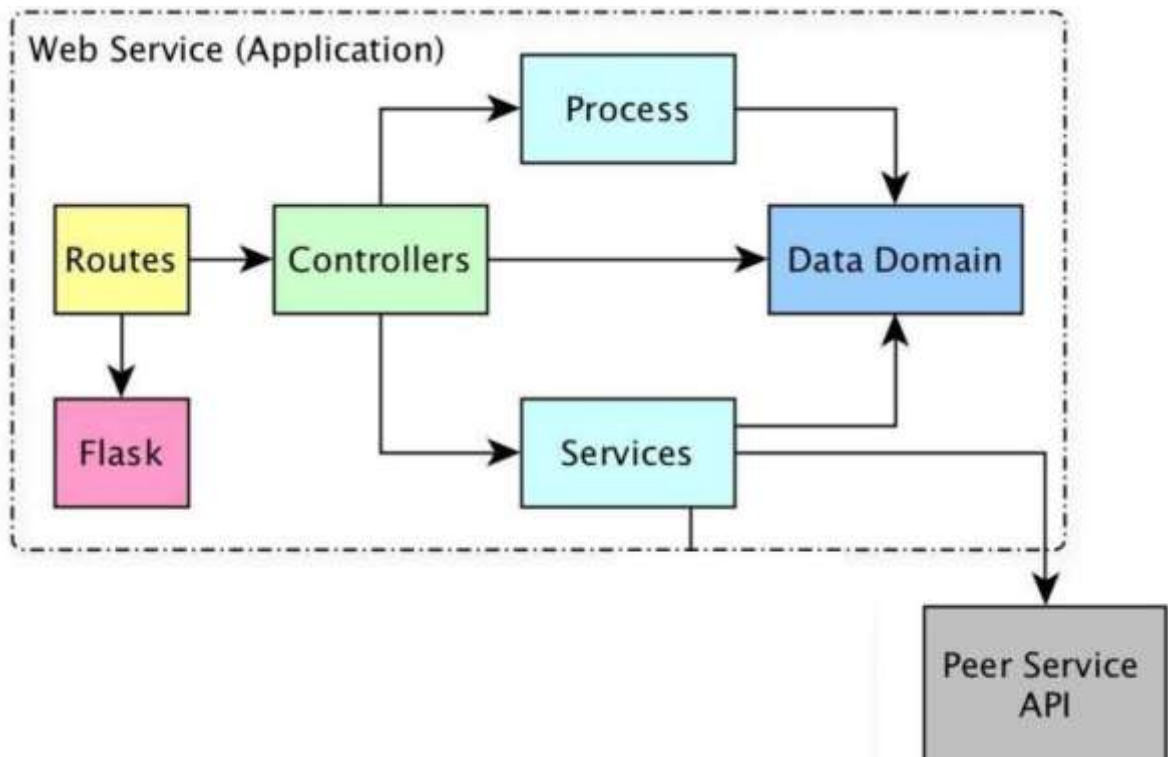 Web Service (Application)
Process
Routes
Controllers
Data Domain
Flask
Services
Peer Service
API